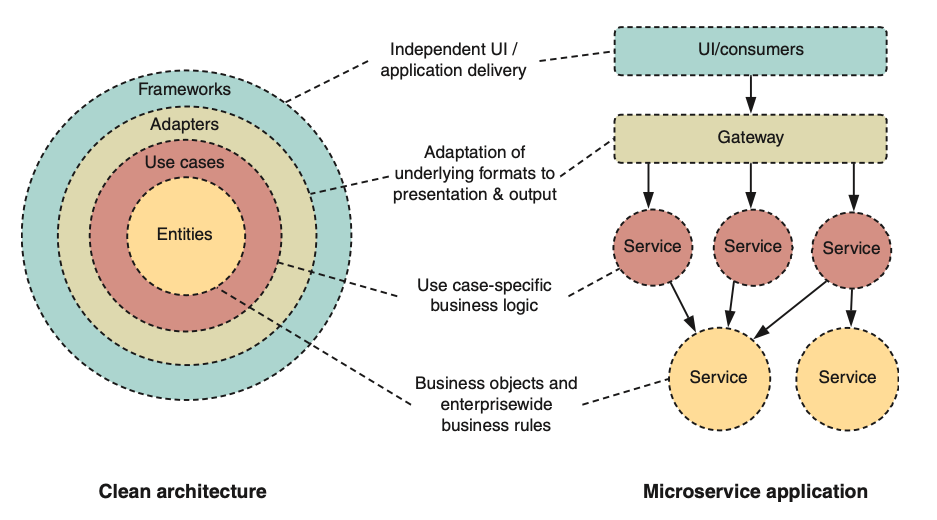 Independent UI /
application delivery
UI/consumers
Frameworks
Adapters
Use cases
Entities
Adaptation of
underlying formats to
presentation & output
Gateway
Service
Service
Service
Use case-specific
business logic
Business objects and
enterprisewide
business rules
Service
Service
Clean architecture
Microservice application